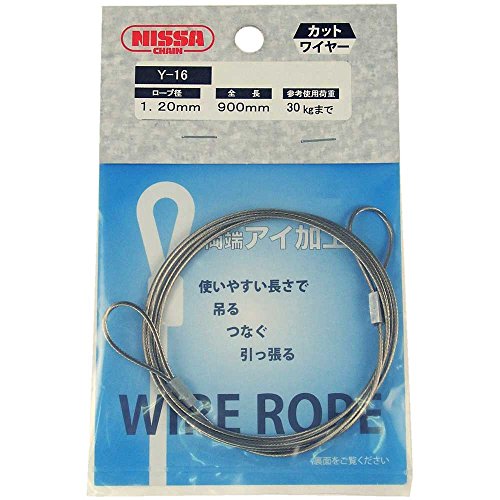 NISSA
CHAIN
カット
ワイヤー
Y-16
ロープ径 全長 参考使用荷重
1.20mm 900mm 30kgまで
両端アイ加工
使いやすい長さで
吊る
つなぐ
引っ張る
WIRE ROPE
裏面をご覧ください